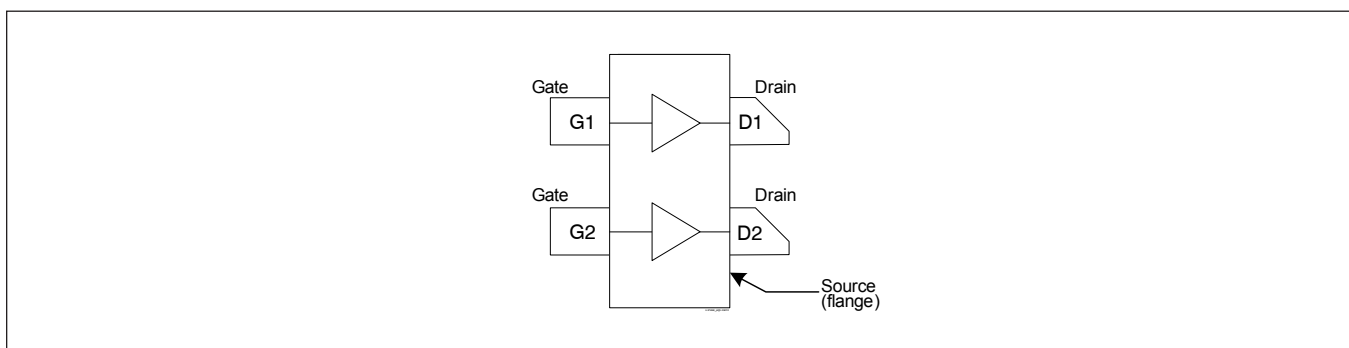 Gate
Drain
G1
D1
Gate
Drain
G2
D2
Source
(flange)